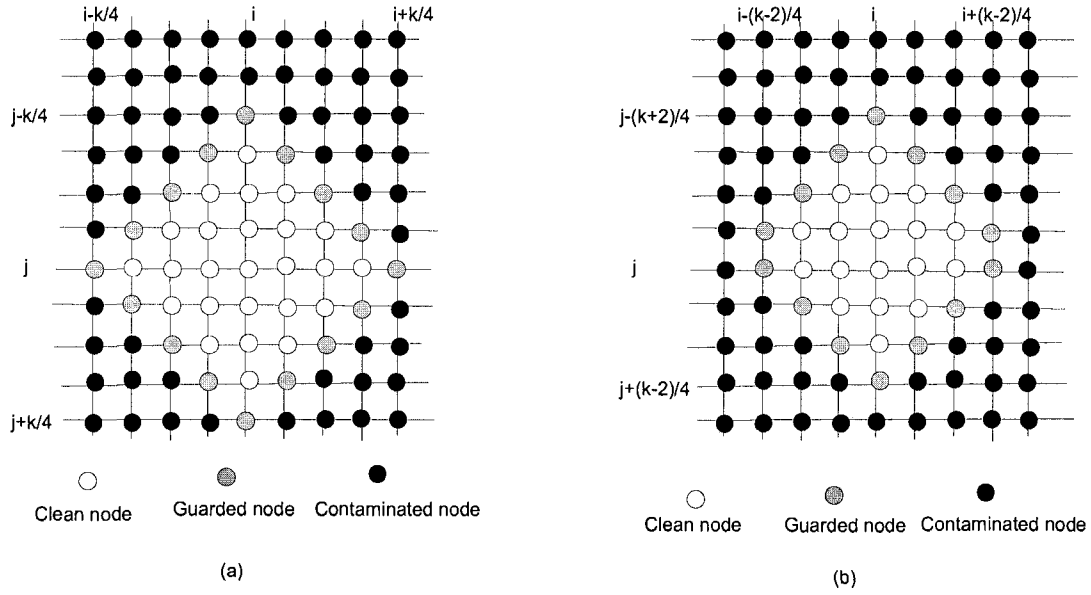 i-k/4 i i+k/4
j-k/4
j
j+k/4
Clean node Guarded node Contaminated node
(a)
i-(k-2)/4 i i+(k-2)/4
j-(k+2)/4
j
j+(k-2)/4
Clean node Guarded node Contaminated node
(b)